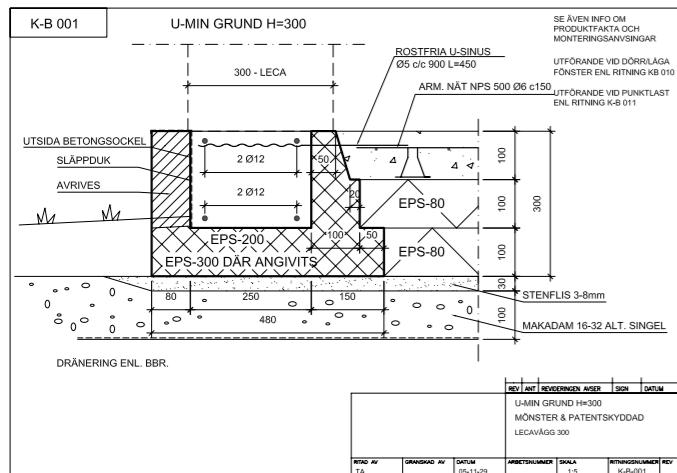 K-B 001
U-MIN GRUND H=300
SE ÄVEN INFO OM
PRODUKTFAKTA OCH
MONTERINGSANVSINGAR
UTFÖRANDE VID DÖRR/LÅGA
FÖNSTER ENL RITNING KB 010
UTFÖRANDE VID PUNKTLAST
ENL RITNING K-B 011
ROSTFRIA U-SINUS
Ø5 c/c 900 L=450
300 - LECA
ARM. NÄT NPS 500 Ø6 c150
UTSIDA BETONGSOCKEL
SLÄPPDUK
AVRIVES
2 Ø12
50
2 Ø12
20
100
50
EPS-80
EPS-80
EPS-200
EPS-300 DÄR ANGIVITS
100
100
100
300
30
100
80
250
150
480
STENFLIS 3-8mm
MAKADAM 16-32 ALT. SINGEL
DRÄNERING ENL. BBR.
REV ANT REVIDERINGEN AVSER SIGN DATUM
U-MIN GRUND H=300
MÖNSTER & PATENTSKYDDAD
LECAVÄGG 300
RITAD AV GRANSKAD AV DATUM ARBETSNUMMER SKALA RITNINGSNUMMER REV
TA 05-11-29 1:5 K-B-001